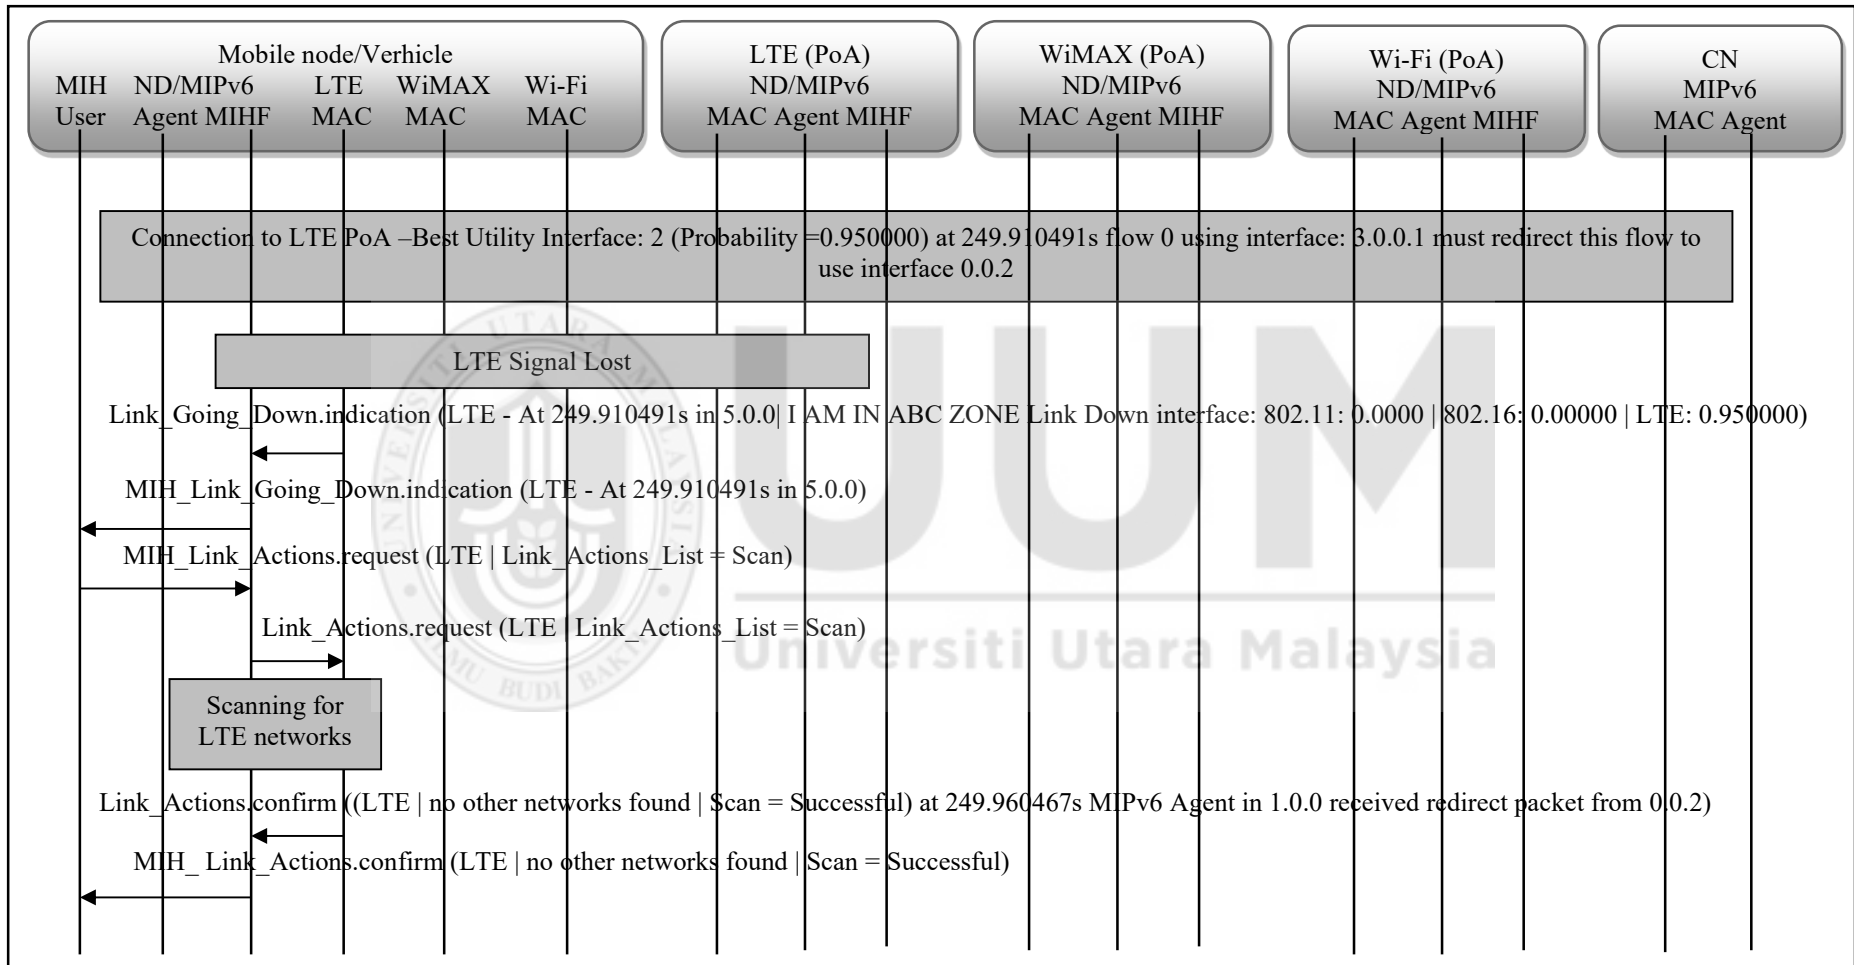 Mobile node/Verhicle
MIH ND/MIPv6 LTE WiMAX Wi-Fi
User Agent MIHF MAC MAC MAC
LTE (PoA)
ND/MIPv6
MAC Agent MIHF
WiMAX (PoA)
ND/MIPv6
MAC Agent MIHF
Wi-Fi (PoA)
ND/MIPv6
MAC Agent MIHF
CN
MIPv6
MAC Agent
Connection to LTE PoA –Best Utility Interface: 2 (Probability =0.950000) at 249.910491s flow 0 using interface: 3.0.0.1 must redirect this flow to
use interface 0.0.2
LTE Signal Lost
Link_Going_Down.indication (LTE - At 249.910491s in 5.0.0| I AM IN ABC ZONE Link Down interface: 802.11: 0.0000 | 802.16: 0.00000 | LTE: 0.950000)
MIH_Link_Going_Down.indication (LTE - At 249.910491s in 5.0.0)
MIH_Link_Actions.request (LTE | Link_Actions_List = Scan)
Link_Actions.request (LTE Link_Actions_List = Scan)
Scanning for
LTE networks
Link_Actions.confirm ((LTE | no other networks found | Scan = Successful) at 249.960467s MIPv6 Agent in 1.0.0 received redirect packet from 0.0.2)
MIH_ Link_Actions.confirm (LTE | no other networks found | Scan = Successful)
UUM
Universiti Utara Malaysia
UNIVERSITI UTARA MALAYSIA
ILMU BUDI BAKTI